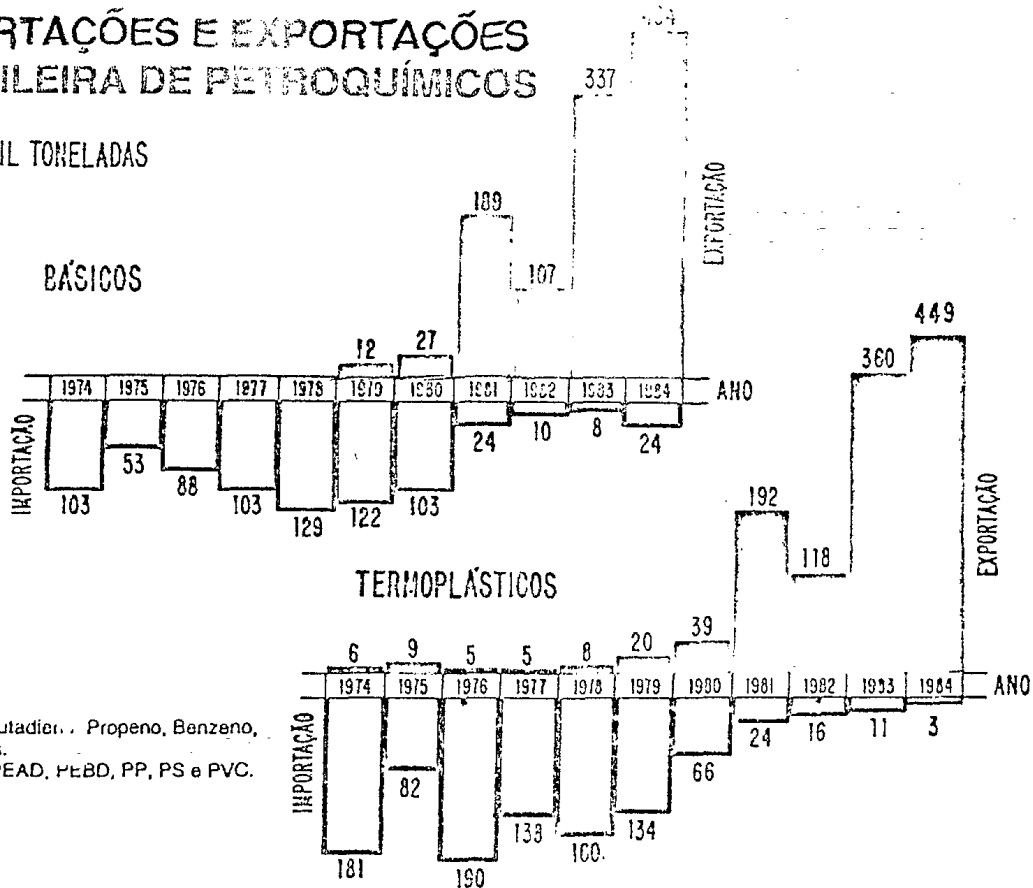 RTAÇÕES E EXPORTAÇÕES
ILEIRA DE PETROQUÍMICOS
IL TONELADAS
BÁSICOS
337
189
107
12 27
EXPORTAÇÃO
1974 1975 1976 1977 1978 1979 1980 1981 1982 1983 1984 ANO
IMPORTAÇÃO
103 53 88 103 129 122 103 24 10 8 24
TERMOPLÁSTICOS
449
360
192
118
6 9 5 5 8 20 39
EXPORTAÇÃO
1974 1975 1976 1977 1978 1979 1980 1981 1982 1983 1984 ANO
IMPORTAÇÃO
181 82 190 138 134 66 24 16 11 3
Propeno, Benzeno,
PEAD, PEBD, PP, PS e PVC.